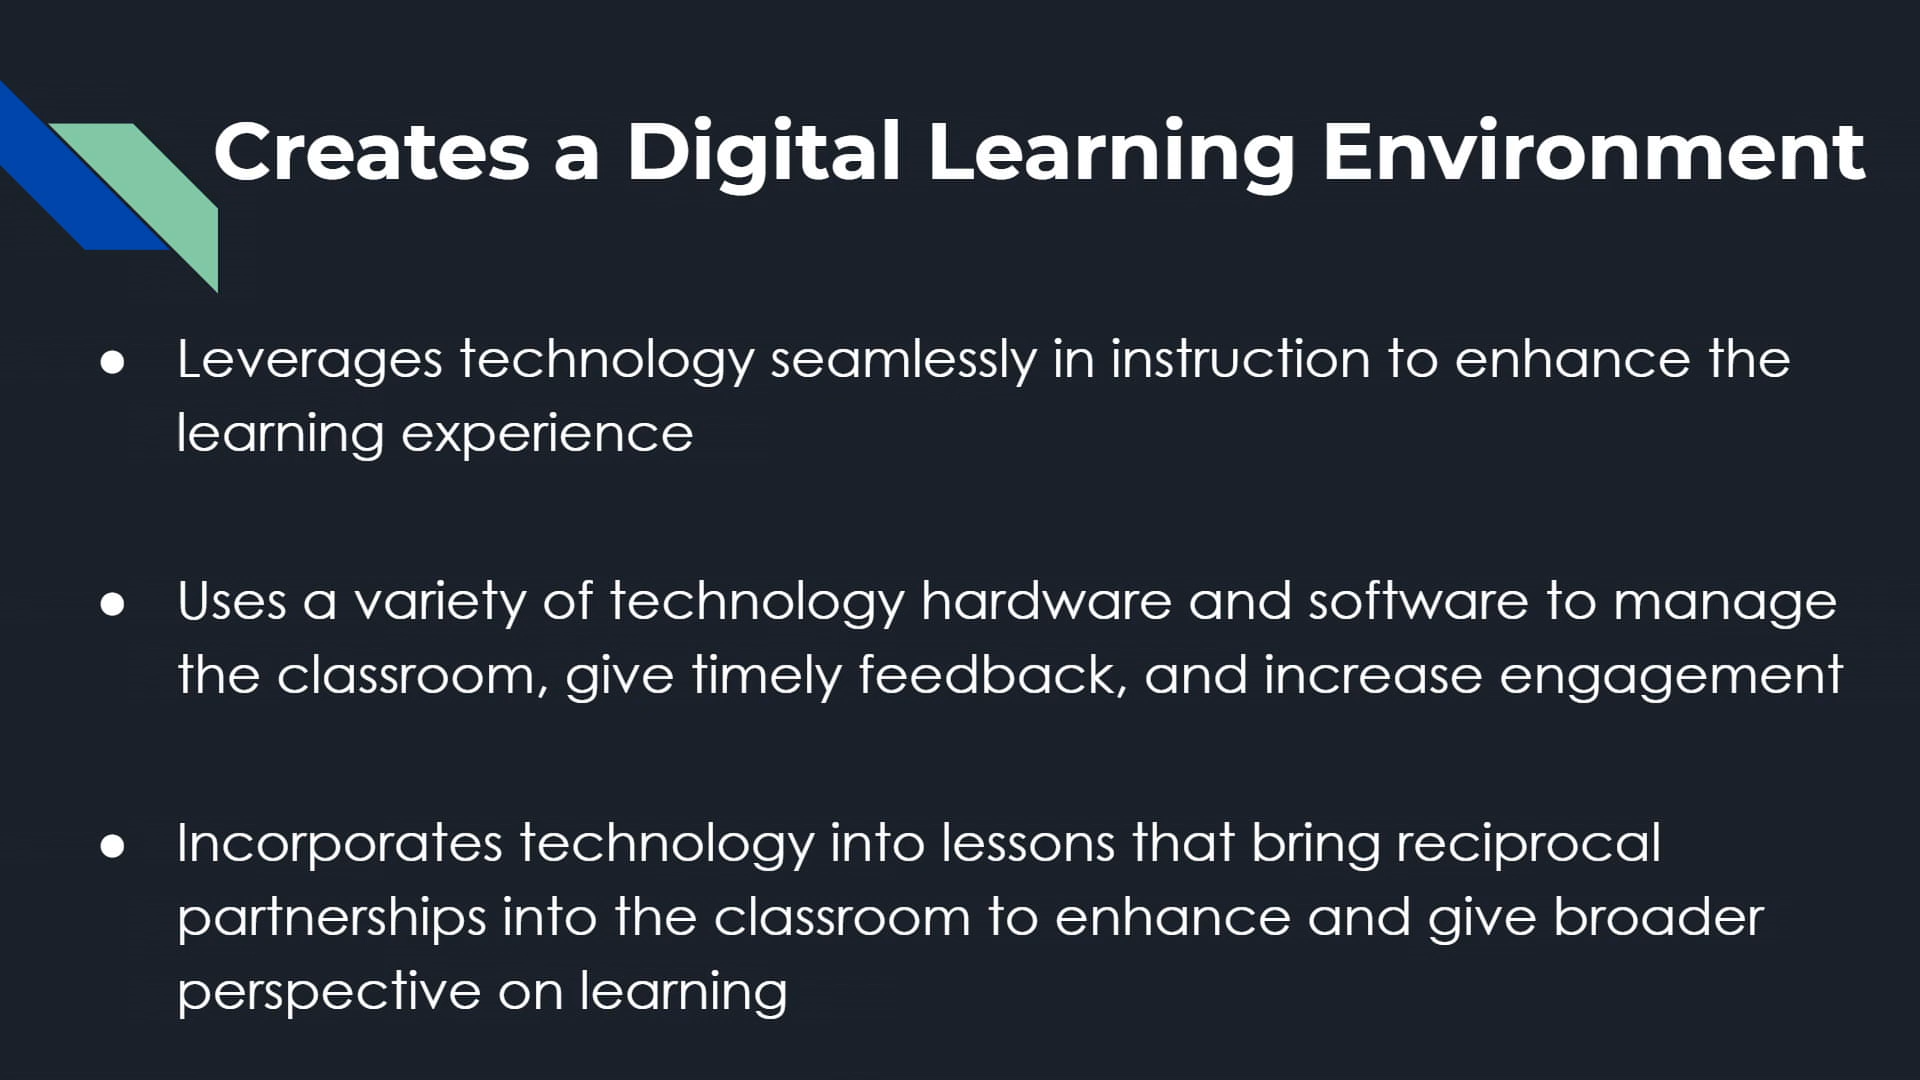 Creates a Digital Learning Environment
● Leverages technology seamlessly in instruction to enhance the
learning experience
● Uses a variety of technology hardware and software to manage
the classroom, give timely feedback, and increase engagement
● Incorporates technology into lessons that bring reciprocal
partnerships into the classroom to enhance and give broader
perspective on learning